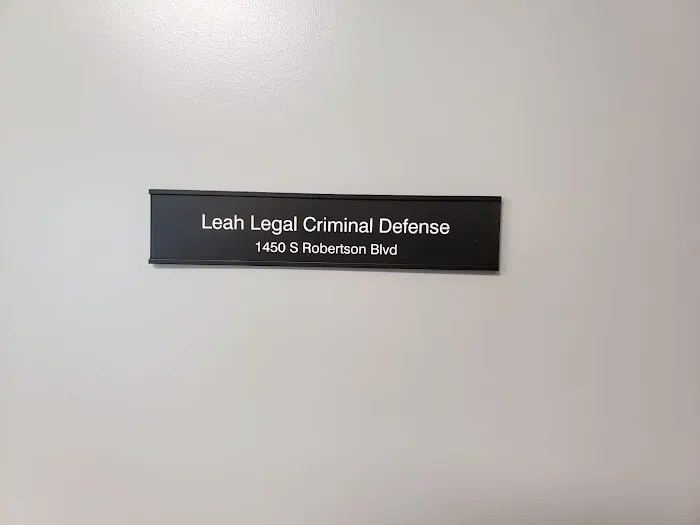 Leah Legal Criminal Defense
1450 S Robertson Blvd